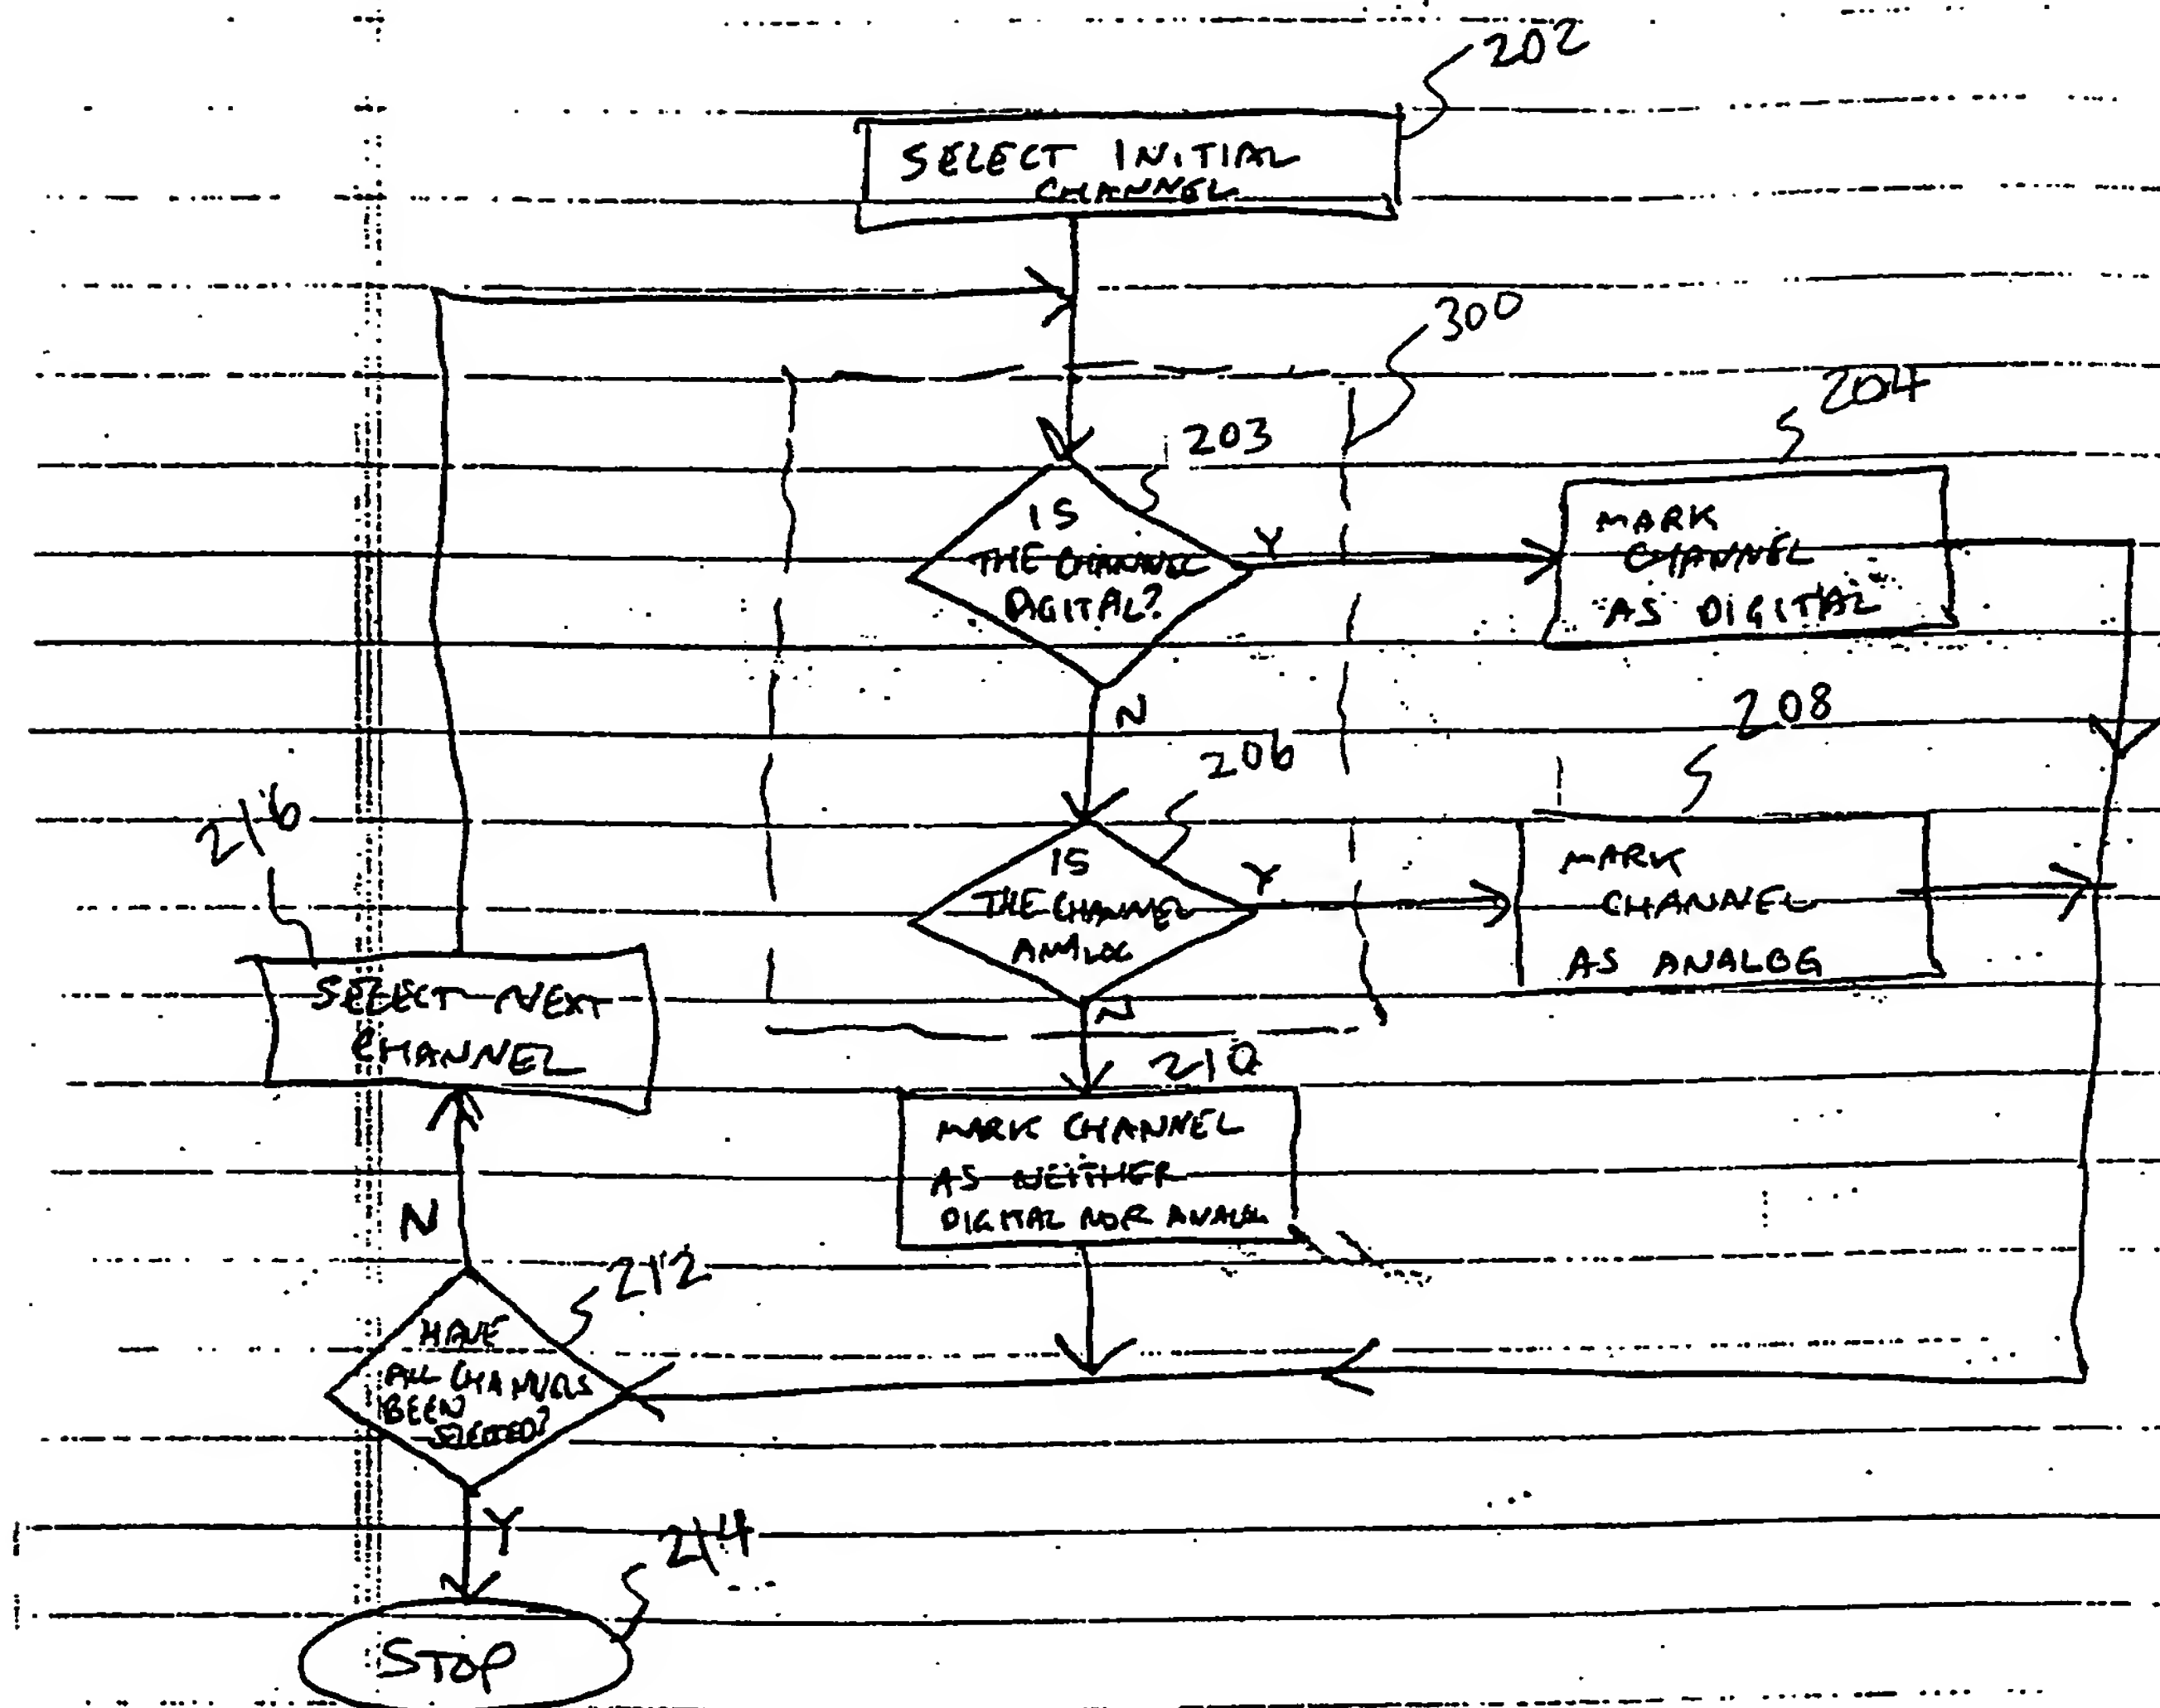 202
SELECT INITIAL
CHANNEL
300
204
203
IS
THE CHANNEL
DIGITAL?
Y
MARK
CHANNEL
AS DIGITAL
N
208
206
216
IS
THE CHANNEL
ANALOG
Y
MARK
CHANNEL
AS ANALOG
SELECT NEXT
CHANNEL
N
210
MARK CHANNEL
AS NEITHER
DIGITAL NOR ANALOG
N
212
HAVE
ALL CHANNELS
BEEN
SELECTED?
Y
214
STOP